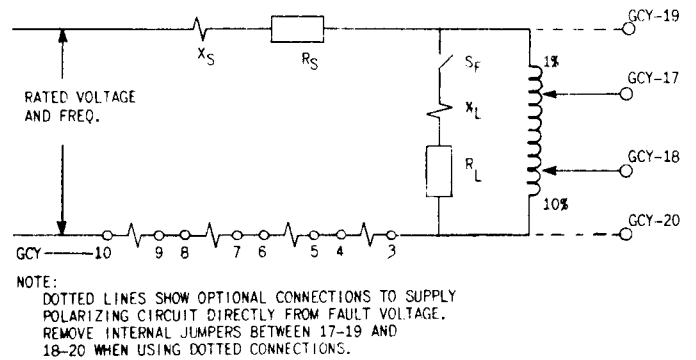 GCY-19
X_S
R_S
S_F
1%
GCY-17
RATED VOLTAGE
AND FREQ.
X_L
GCY-18
R_L
10%
GCY-20
GCY 10 9 8 7 6 5 4 3
NOTE:
DOTTED LINES SHOW OPTIONAL CONNECTIONS TO SUPPLY
POLARIZING CIRCUIT DIRECTLY FROM FAULT VOLTAGE.
REMOVE INTERNAL JUMPERS BETWEEN 17-19 AND
18-20 WHEN USING DOTTED CONNECTIONS.